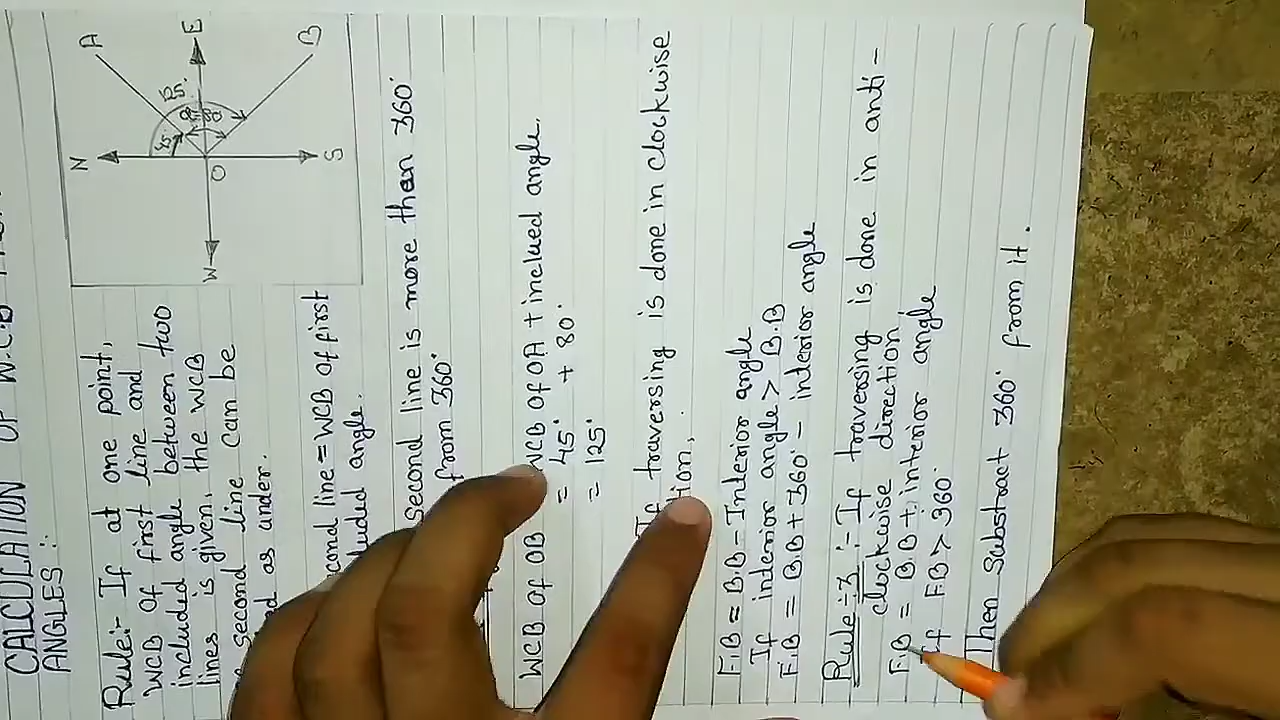 CALCULATION OF W.C.B
ANGLES :-
Rule:- If at one point,
WCB of first line and
included angle between two
lines is given, the WCB
second line can be
as under.
second line = WCB of first
angle.
second line is more than 360°
from 360°
WCB of OB WCB of OA + inclued angle.
= 45° + 80°
= 125°
If traversing is done in clockwise
F.B = B.B - Interior angle
If interior angle > B.B
F.B = B.B + 360° - interior angle
Rule:-3 :- If traversing is done in anti-
clockwise direction
F.B = B.B + interior angle
If F.B > 360°
Then Substract 360° from it.
N
A
E
B
S
O
W
45°
125°